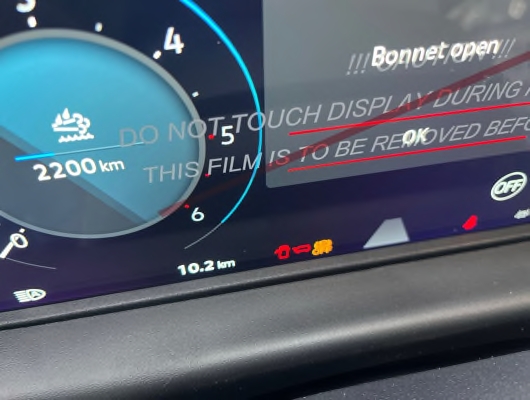 3
4
Bonnet open
!!! CAUTION !!!
DO NOT TOUCH DISPLAY DURING
5
OK
2200 km
THIS FILM IS TO BE REMOVED
6
OFF
10.2 km